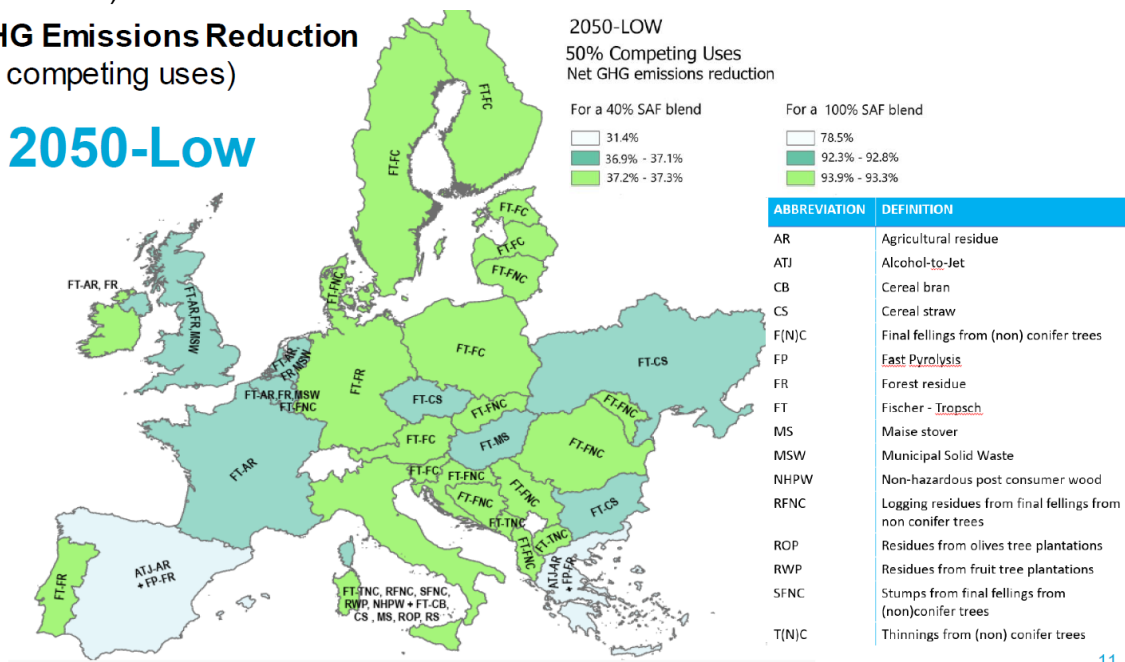 HG Emissions Reduction
competing uses)
2050-Low
2050-LOW
50% Competing Uses
Net GHG emissions reduction
For a 40% SAF blend
31.4%
36.9% - 37.1%
37.2% - 37.3%
For a 100% SAF blend
78.5%
92.3% - 92.8%
93.9% - 93.3%
FT-FC
FT-FC
FT-FC
FT-FC
FT-FNC
FT-FNC
FT-AR, FR
FT-AR,FR,MSW
FT-AR,
FR MSW
FT-AR,FR,MSW
FT-FNC
FT-FR
FT-FC
FT-CS
FT-CS
FT-FNC
FT-FNC
FT-FC
FT-MS
FT-FNC
FT-AR
FT-FC
FT-FNC
FT-FNC
FT-FNC
FT-CS
FT-TNC
FT-TNC
FT-FNC
ATJ-AR
+ FP-FR
FT-FR
ATJ-AR
+ FP-FR
FT-TNC, RFNC, SFNC,
RWP, NHPW + FT-CB,
CS , MS, ROP, RS
ABBREVIATION DEFINITION
AR Agricultural residue
ATJ Alcohol-to-Jet
CB Cereal bran
CS Cereal straw
F(N)C Final fellings from (non) conifer trees
FP Fast Pyrolysis
FR Forest residue
FT Fischer - Tropsch
MS Maise stover
MSW Municipal Solid Waste
NHPW Non-hazardous post consumer wood
RFNC Logging residues from final fellings from
non conifer trees
ROP Residues from olives tree plantations
RWP Residues from fruit tree plantations
SFNC Stumps from final fellings from
(non)conifer trees
T(N)C Thinnings from (non) conifer trees
11